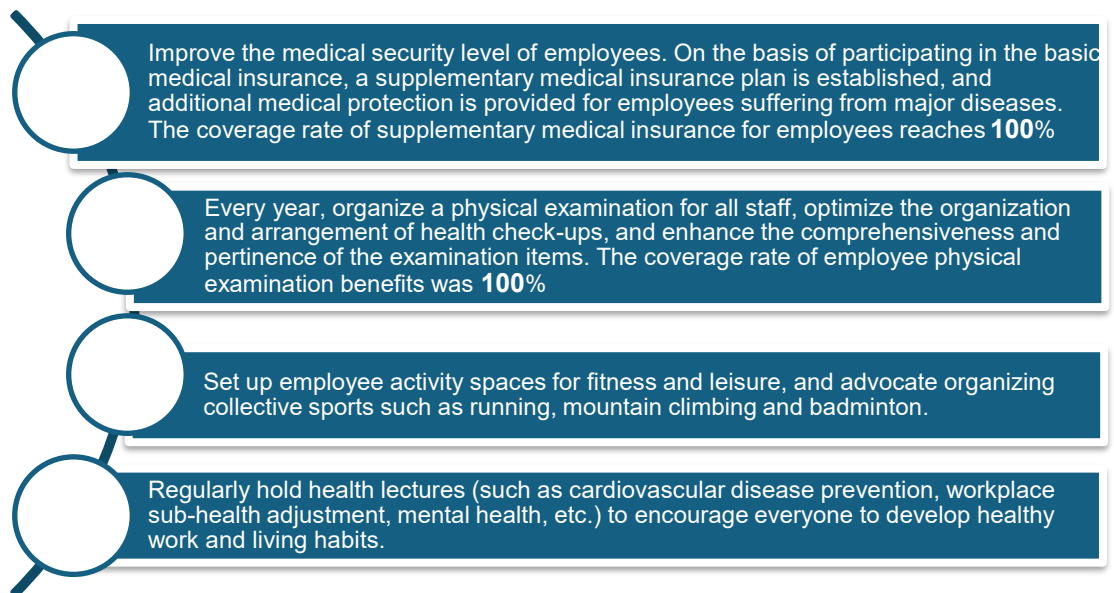 Improve the medical security level of employees. On the basis of participating in the basic
medical insurance, a supplementary medical insurance plan is established, and
additional medical protection is provided for employees suffering from major diseases.
The coverage rate of supplementary medical insurance for employees reaches 100%
Every year, organize a physical examination for all staff, optimize the organization
and arrangement of health check-ups, and enhance the comprehensiveness and
pertinence of the examination items. The coverage rate of employee physical
examination benefits was 100%
Set up employee activity spaces for fitness and leisure, and advocate organizing
collective sports such as running, mountain climbing and badminton.
Regularly hold health lectures (such as cardiovascular disease prevention, workplace
sub-health adjustment, mental health, etc.) to encourage everyone to develop healthy
work and living habits.